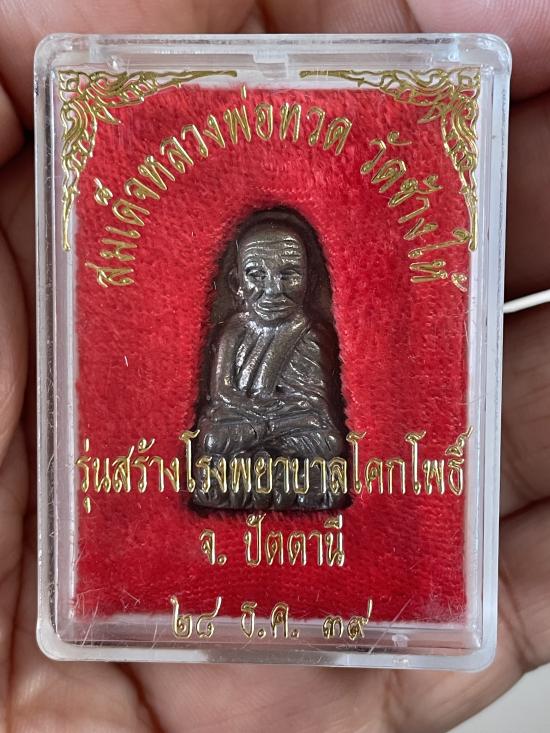 สมเด็จหลวงพ่อทวด วัดช้างให้
รุ่นสร้างโรงพยาบาลโคกโพธิ์
จ. ปัตตานี
๒๘ ธ.ค. ๓๙